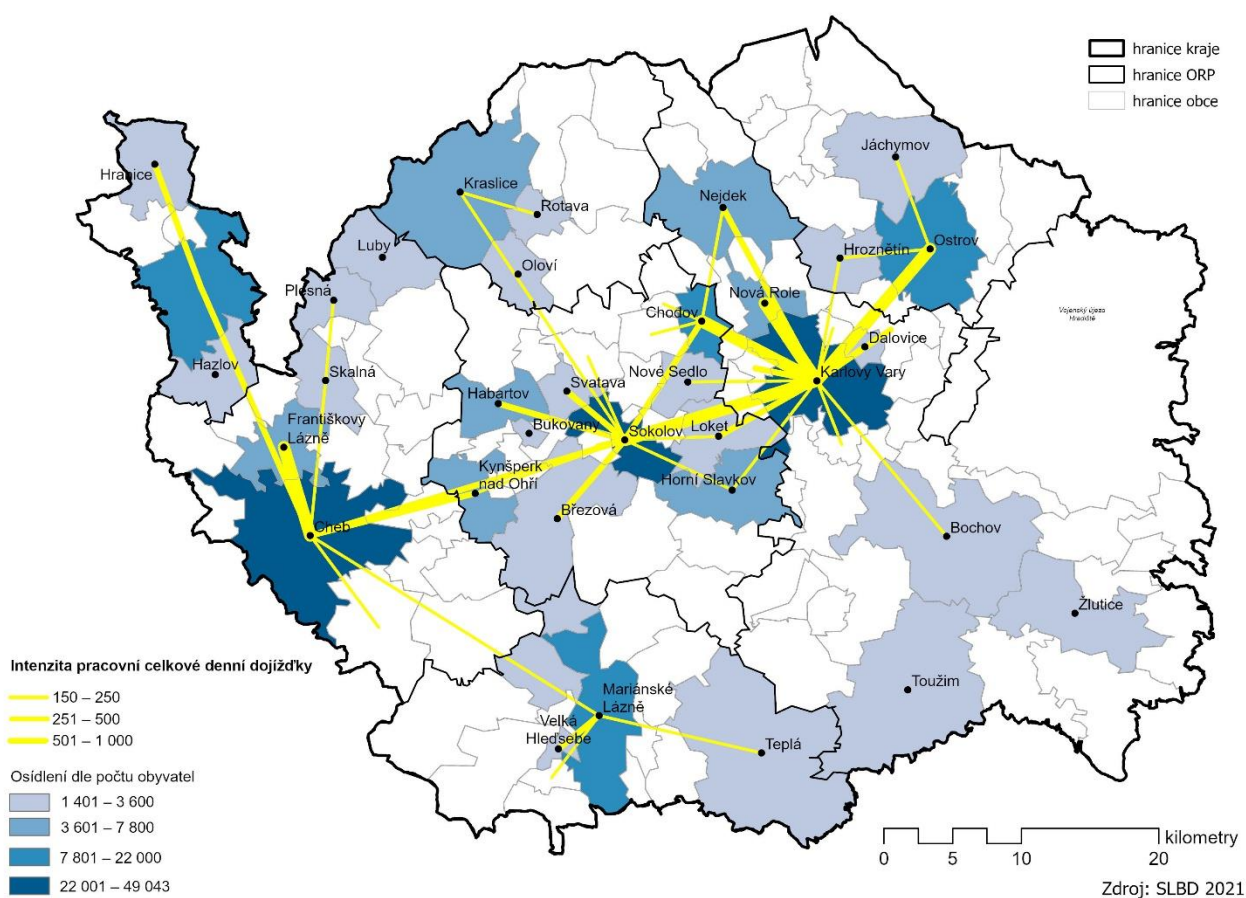 hranice kraje
hranice ORP
hranice obce
Jáchymov
Hranice
Kraslice
Nejdek
Rotava
Hroznětín
Ostrov
Luby
Oloví
Plesná
Nová Role
Vojenský újezd
Hradiště
Chodov
Dalovice
Hazlov
Skalná
Nové Sedlo
Karlovy Vary
Svatava
Habartov
Františkovy
Lázně
Bukovany
Sokolov
Loket
Kynšperk
nad Ohří
Horní Slavkov
Březová
Cheb
Bochov
Žlutice
Intenzita pracovní celkové denní dojížďky
150 – 250
251 – 500
501 – 1 000
Mariánské
Lázně
Toužim
Velká
Hleďsebe
Teplá
Osídlení dle počtu obyvatel
1 401 – 3 600
3 601 – 7 800
7 801 – 22 000
22 001 – 49 043
kilometry
0 5 10 20
Zdroj: SLBD 2021